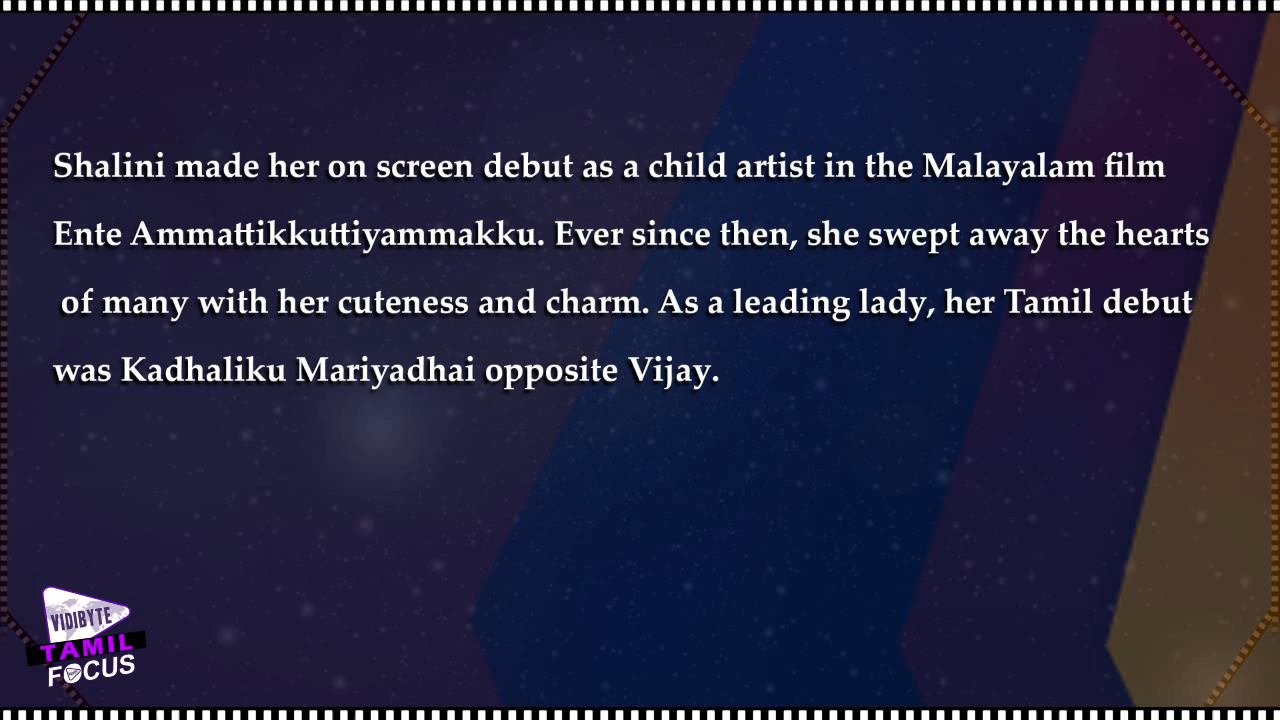 Shalini made her on screen debut as a child artist in the Malayalam film
Ente Ammattikkuttiyammakku. Ever since then, she swept away the hearts
of many with her cuteness and charm. As a leading lady, her Tamil debut
was Kadhaliku Mariyadhai opposite Vijay.
VIDIBYTE
TAMIL
FOCUS